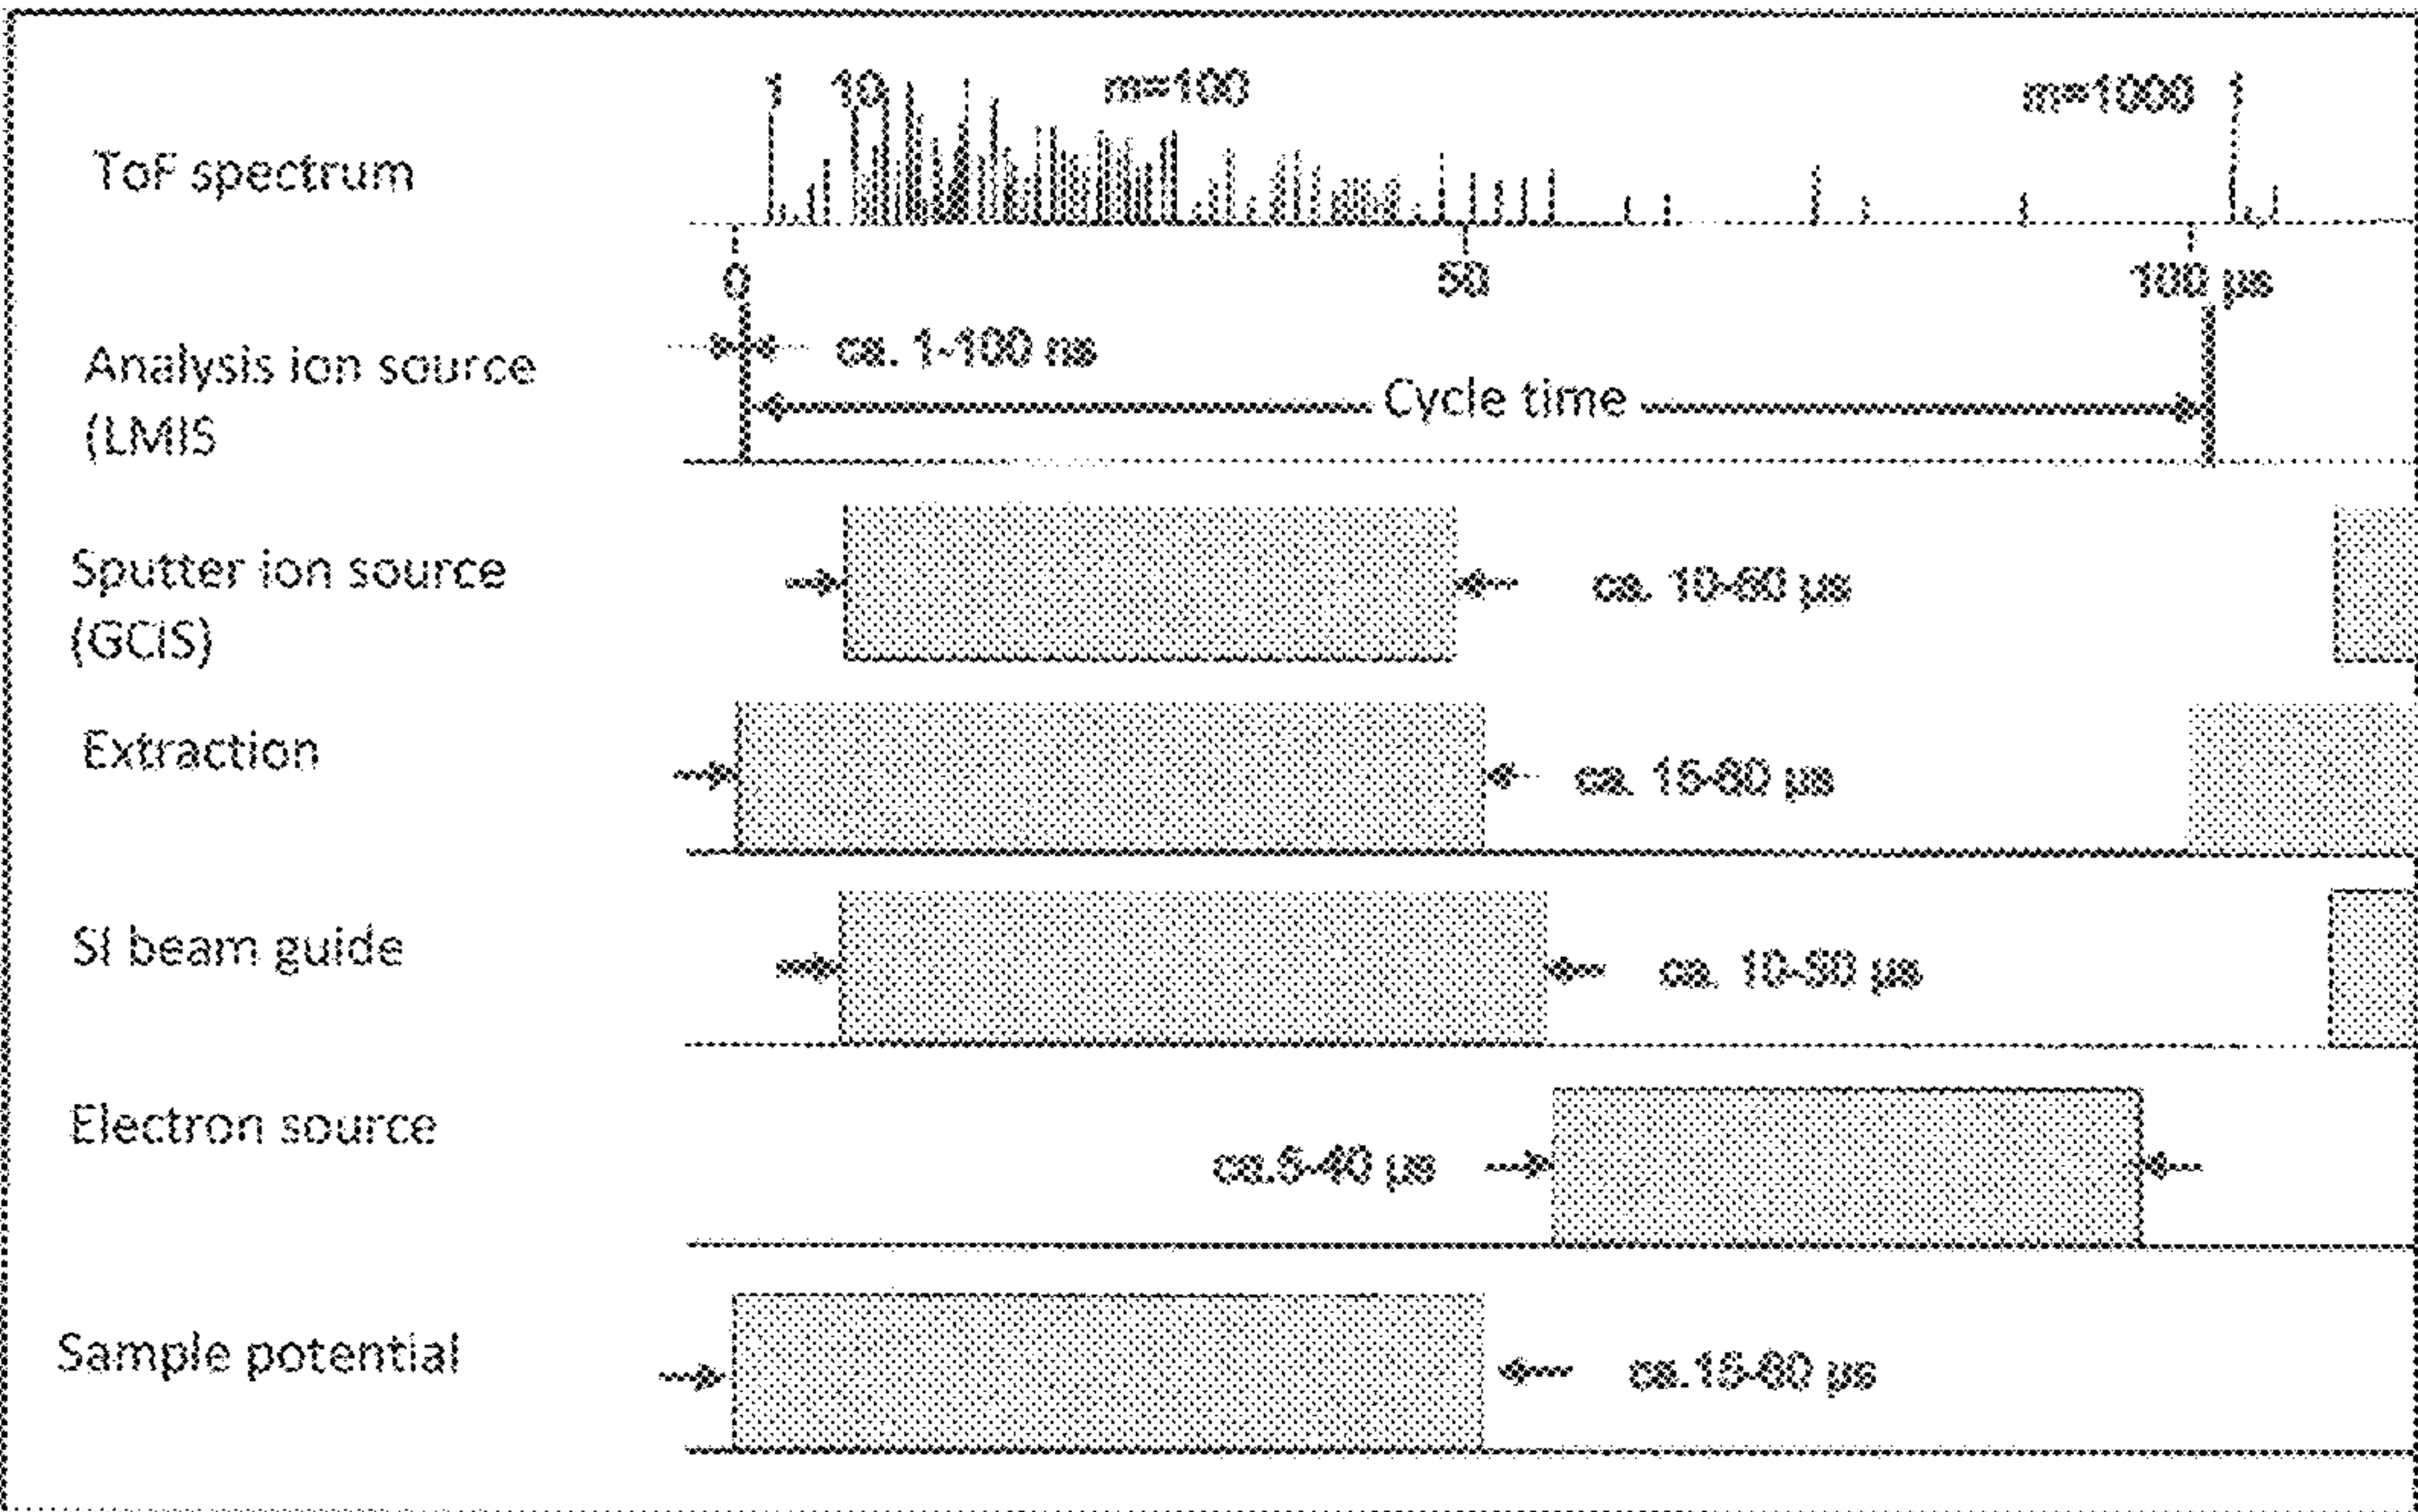 1 10 m=100 m=1000 1
ToF spectrum
0 50 100 µs
ca. 1-100 ns
Analysis ion source
Cycle time
(LMIS
Sputter ion source
ca. 10-60 µs
(GCIS)
Extraction
ca. 15-80 µs
SI beam guide
ca. 10-50 µs
Electron source
ca.5-40 µs
Sample potential
ca.15-80 µs